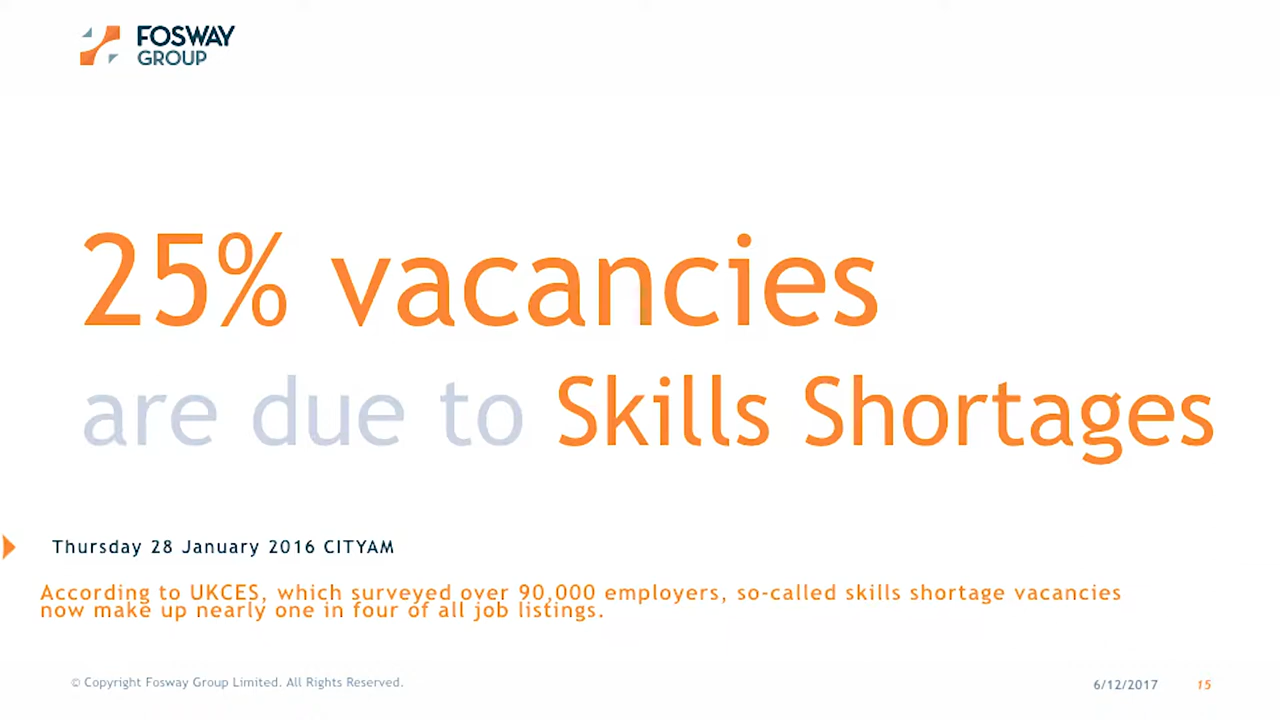 FOSWAY
GROUP
25% vacancies
are due to Skills Shortages
Thursday 28 January 2016 CITYAM
According to UKCES, which surveyed over 90,000 employers, so-called skills shortage vacancies
now make up nearly one in four of all job listings.
© Copyright Fosway Group Limited. All Rights Reserved.
6/12/2017 15